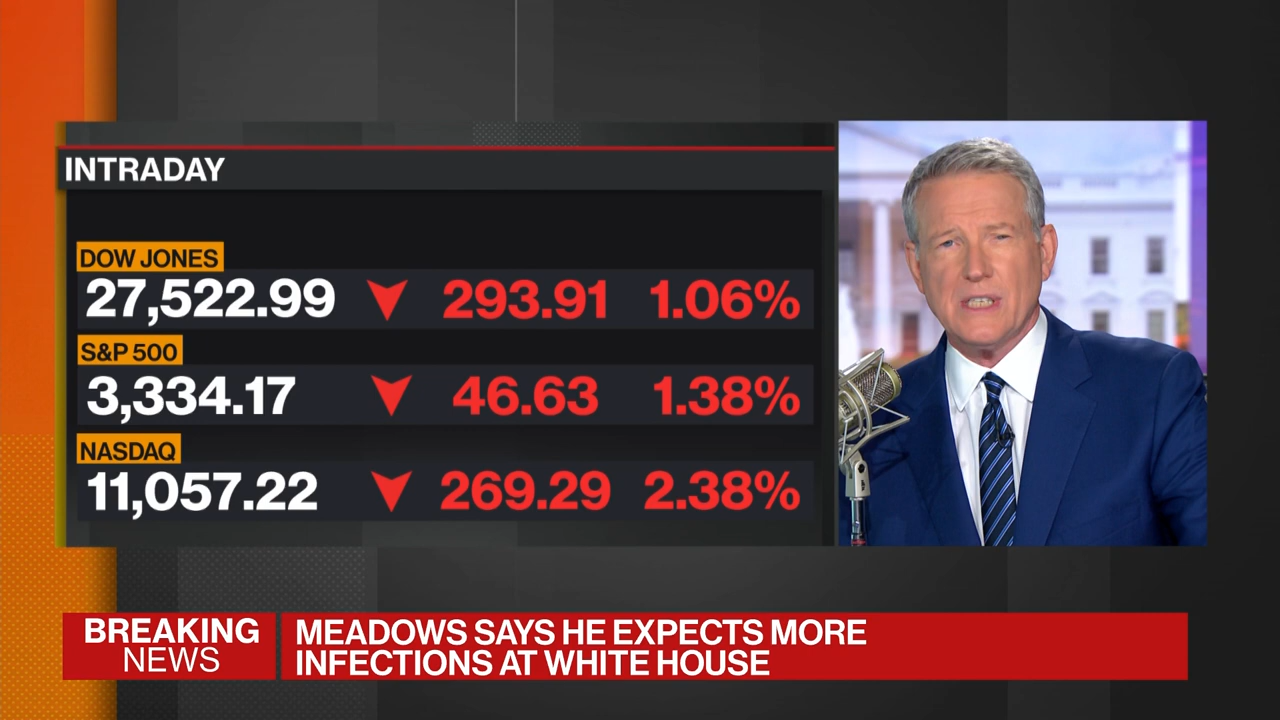 INTRADAY
DOW JONES
27,522.99 293.91 1.06%
S&P 500
3,334.17 46.63 1.38%
NASDAQ
11,057.22 269.29 2.38%
BREAKING NEWS
MEADOWS SAYS HE EXPECTS MORE
INFECTIONS AT WHITE HOUSE